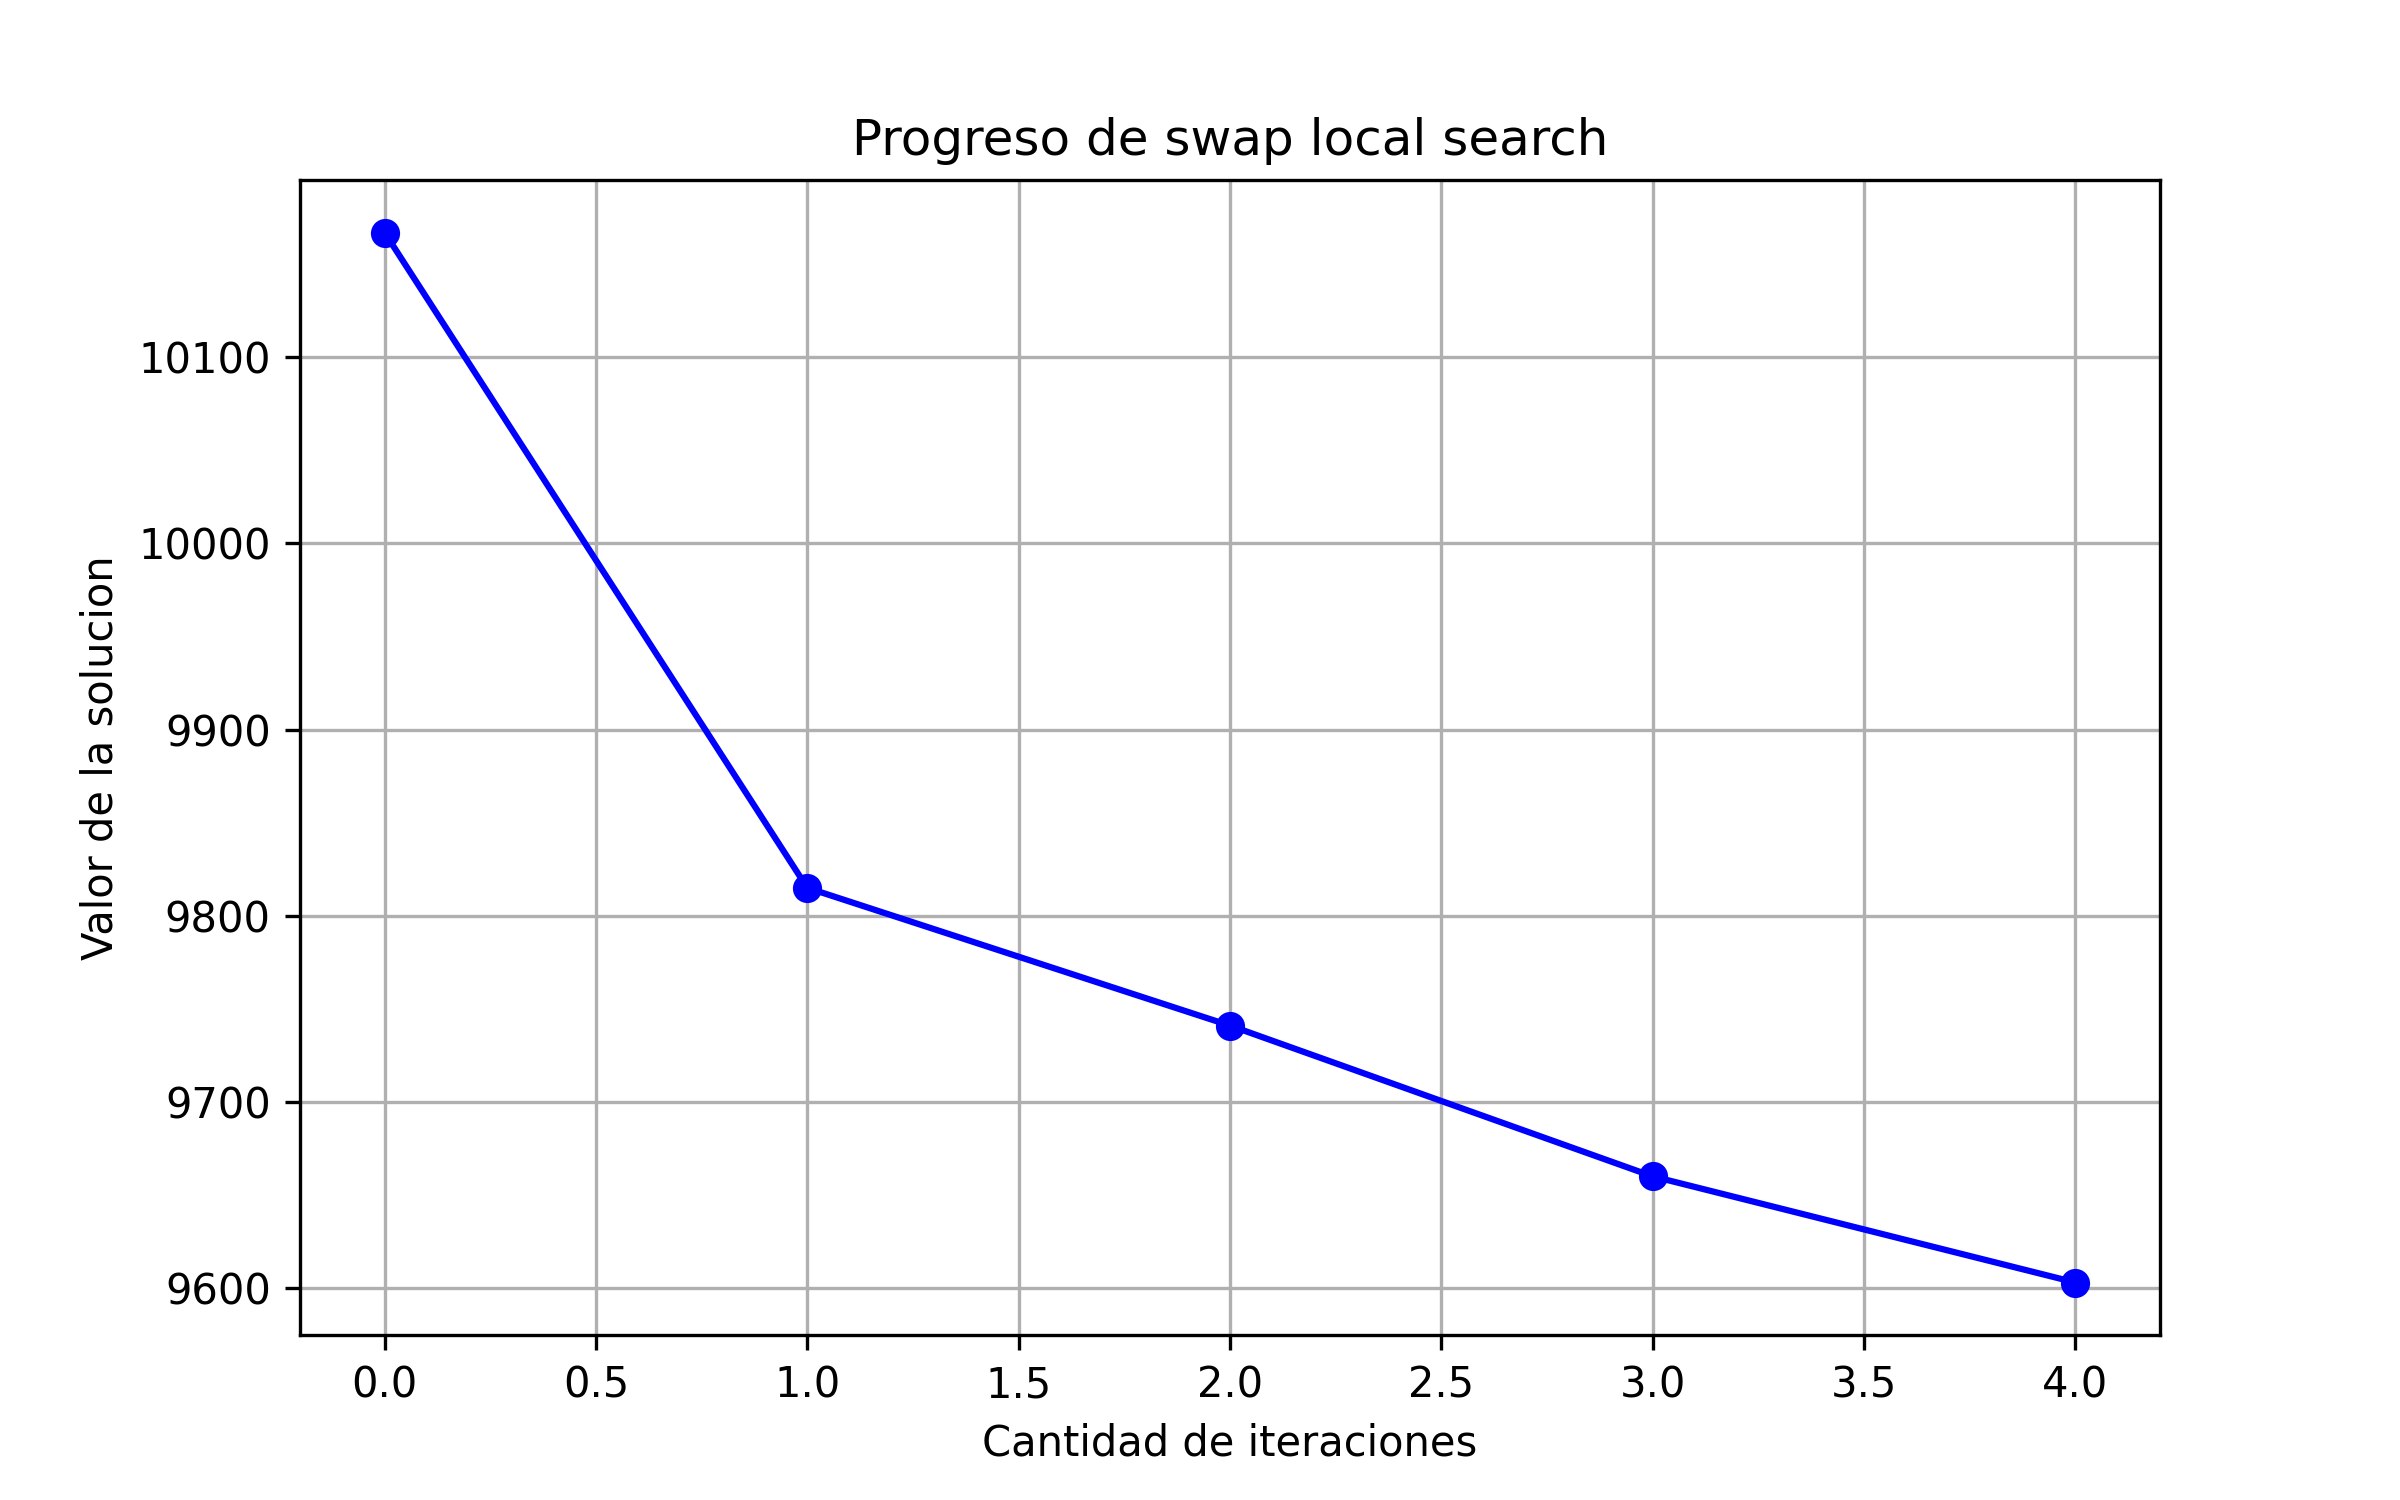 Progreso de swap local search
Valor de la solucion
10100
10000
9900
9800
9700
9600
0.0 0.5 1.0 1.5 2.0 2.5 3.0 3.5 4.0
Cantidad de iteraciones